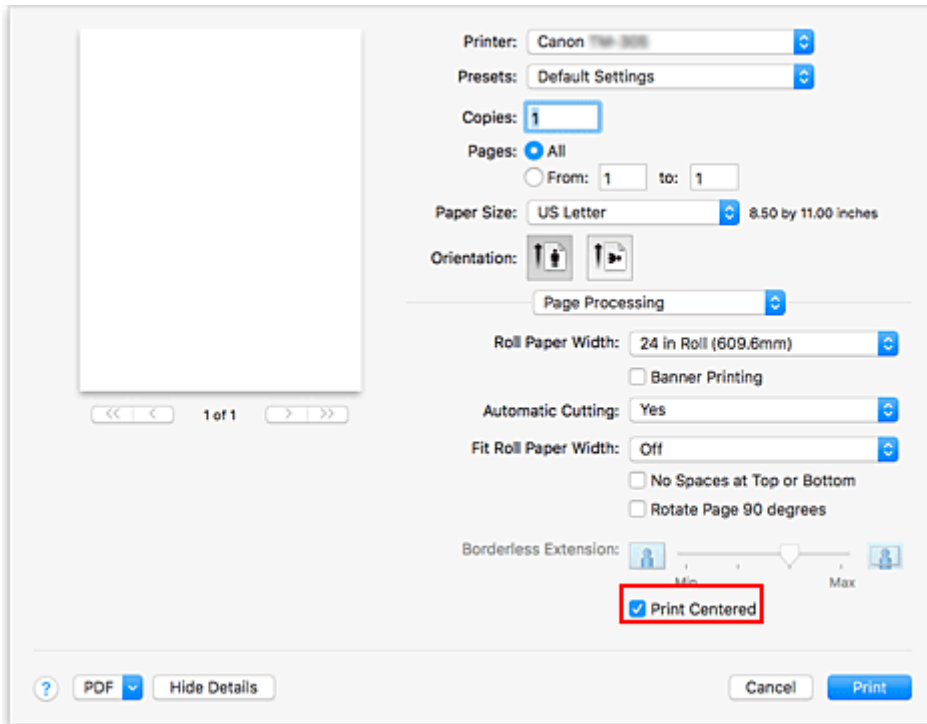 Printer: Canon
Presets: Default Settings
Copies: 1
Pages: All
From: 1 to: 1
Paper Size: US Letter 8.50 by 11.00 inches
Orientation:
Page Processing
Roll Paper Width: 24 in Roll (609.6mm)
Banner Printing
1 of 1
Automatic Cutting: Yes
Fit Roll Paper Width: Off
No Spaces at Top or Bottom
Rotate Page 90 degrees
Borderless Extension:
Min Max
Print Centered
? PDF Hide Details Cancel Print